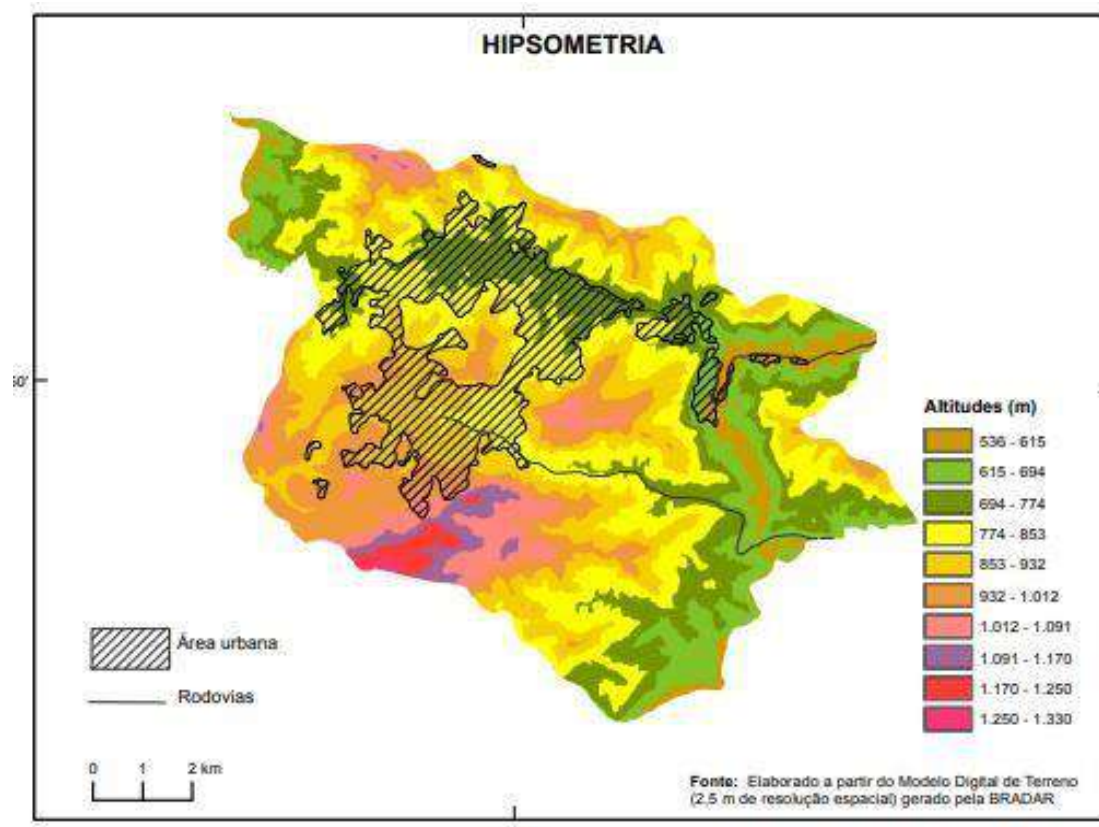 HIPSOMETRIA
50'
Altitudes (m)
536 - 615
615 - 694
694 - 774
774 - 853
853 - 932
932 - 1.012
1.012 - 1.091
1.091 - 1.170
1.170 - 1.250
1.250 - 1.330
Área urbana
Rodovias
0 1 2 km
Fonte: Elaborado a partir do Modelo Digital de Terreno
(2,5 m de resolução espacial) gerado pela BRADAR